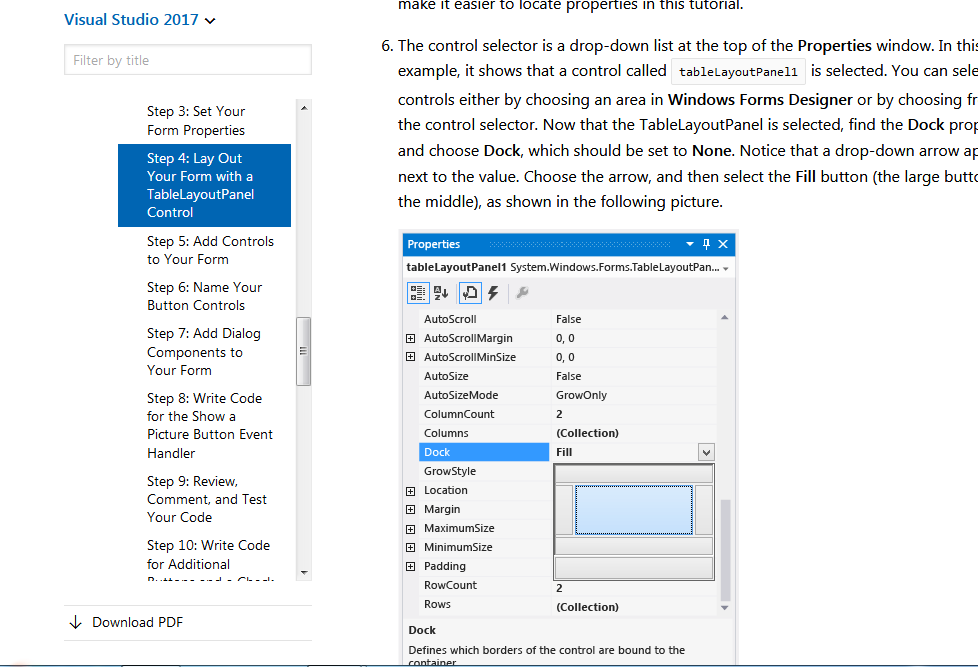 Visual Studio 2017
Filter by title
Step 3: Set Your
Form Properties
Step 4: Lay Out
Your Form with a
TableLayoutPanel
Control
Step 5: Add Controls
to Your Form
Step 6: Name Your
Button Controls
Step 7: Add Dialog
Components to
Your Form
Step 8: Write Code
for the Show a
Picture Button Event
Handler
Step 9: Review,
Comment, and Test
Your Code
Step 10: Write Code
for Additional
Buttons and a Check
Download PDF
make it easier to locate properties in this tutorial.
6. The control selector is a drop-down list at the top of the Properties window. In this
example, it shows that a control called tableLayoutPanel1 is selected. You can sele
controls either by choosing an area in Windows Forms Designer or by choosing fr
the control selector. Now that the TableLayoutPanel is selected, find the Dock prop
and choose Dock, which should be set to None. Notice that a drop-down arrow ap
next to the value. Choose the arrow, and then select the Fill button (the large butto
the middle), as shown in the following picture.
Properties
tableLayoutPanel1 System.Windows.Forms.TableLayoutPan...
AutoScroll False
AutoScrollMargin 0, 0
AutoScrollMinSize 0, 0
AutoSize False
AutoSizeMode GrowOnly
ColumnCount 2
Columns (Collection)
Dock Fill
GrowStyle
Location
Margin
MaximumSize
MinimumSize
Padding
RowCount 2
Rows (Collection)
Dock
Defines which borders of the control are bound to the
container.